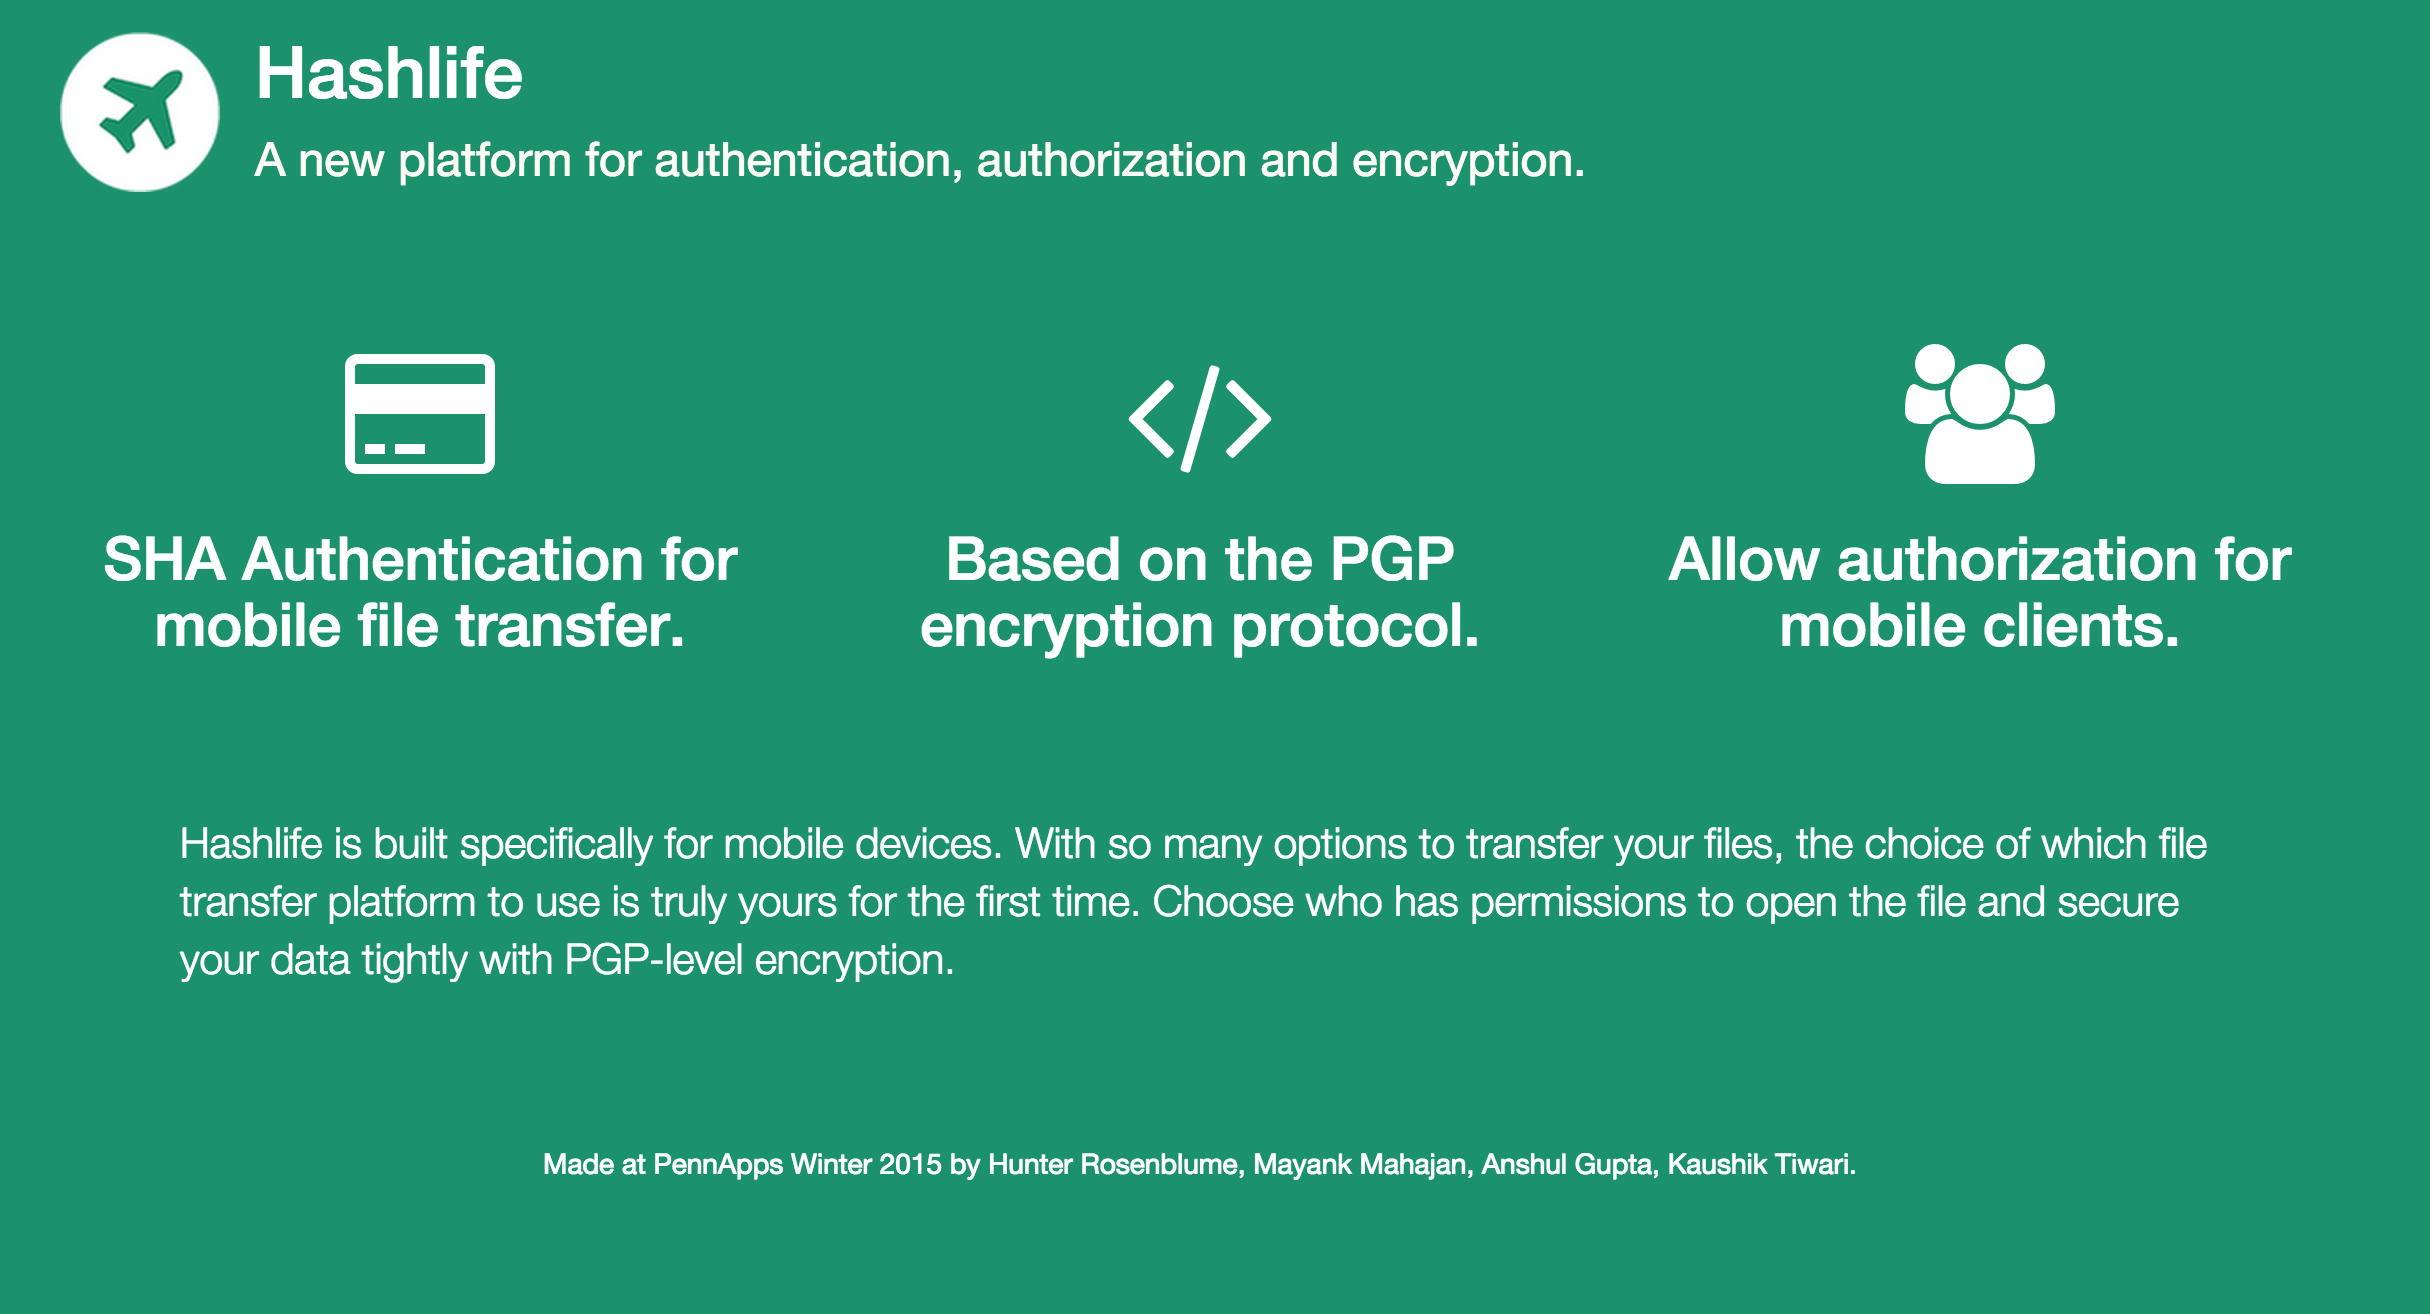 Hashlife
A new platform for authentication, authorization and encryption.
SHA Authentication for
mobile file transfer.
Based on the PGP
encryption protocol.
Allow authorization for
mobile clients.
Hashlife is built specifically for mobile devices. With so many options to transfer your files, the choice of which file
transfer platform to use is truly yours for the first time. Choose who has permissions to open the file and secure
your data tightly with PGP-level encryption.
Made at PennApps Winter 2015 by Hunter Rosenblume, Mayank Mahajan, Anshul Gupta, Kaushik Tiwari.